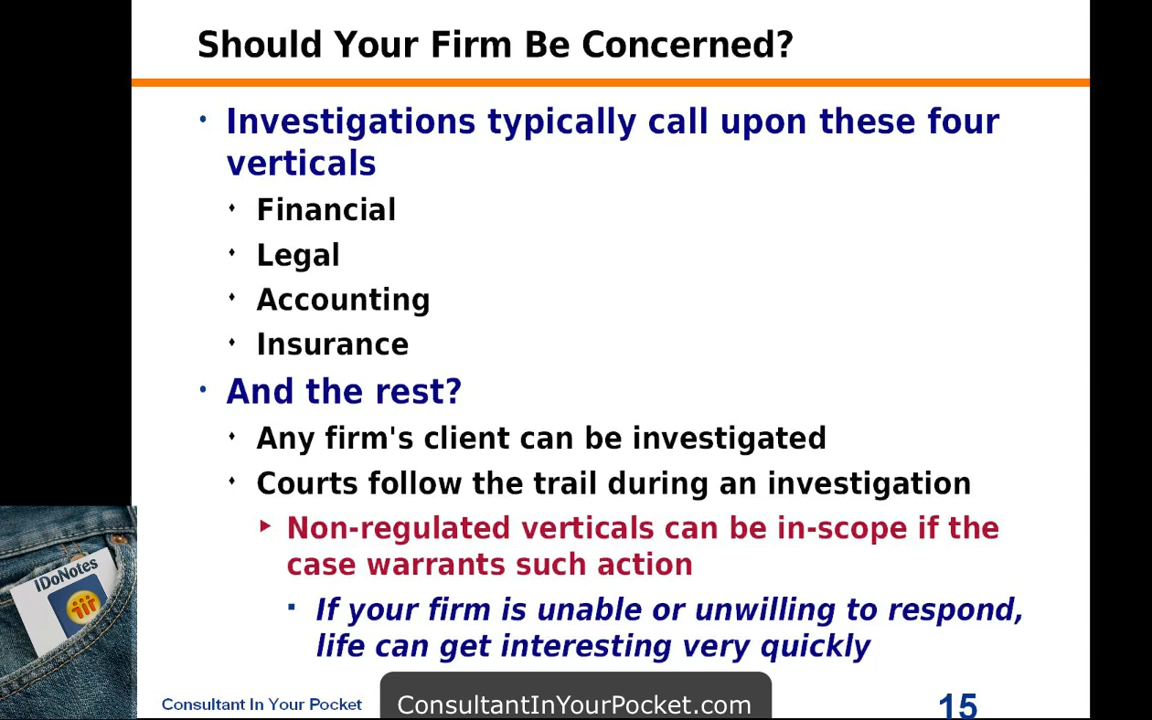 Should Your Firm Be Concerned?
• Investigations typically call upon these four
verticals
Financial
Legal
Accounting
Insurance
• And the rest?
Any firm's client can be investigated
Courts follow the trail during an investigation
Non-regulated verticals can be in-scope if the
case warrants such action
If your firm is unable or unwilling to respond,
life can get interesting very quickly
IDoNotes
Consultant In Your Pocket
ConsultantInYourPocket.com
15